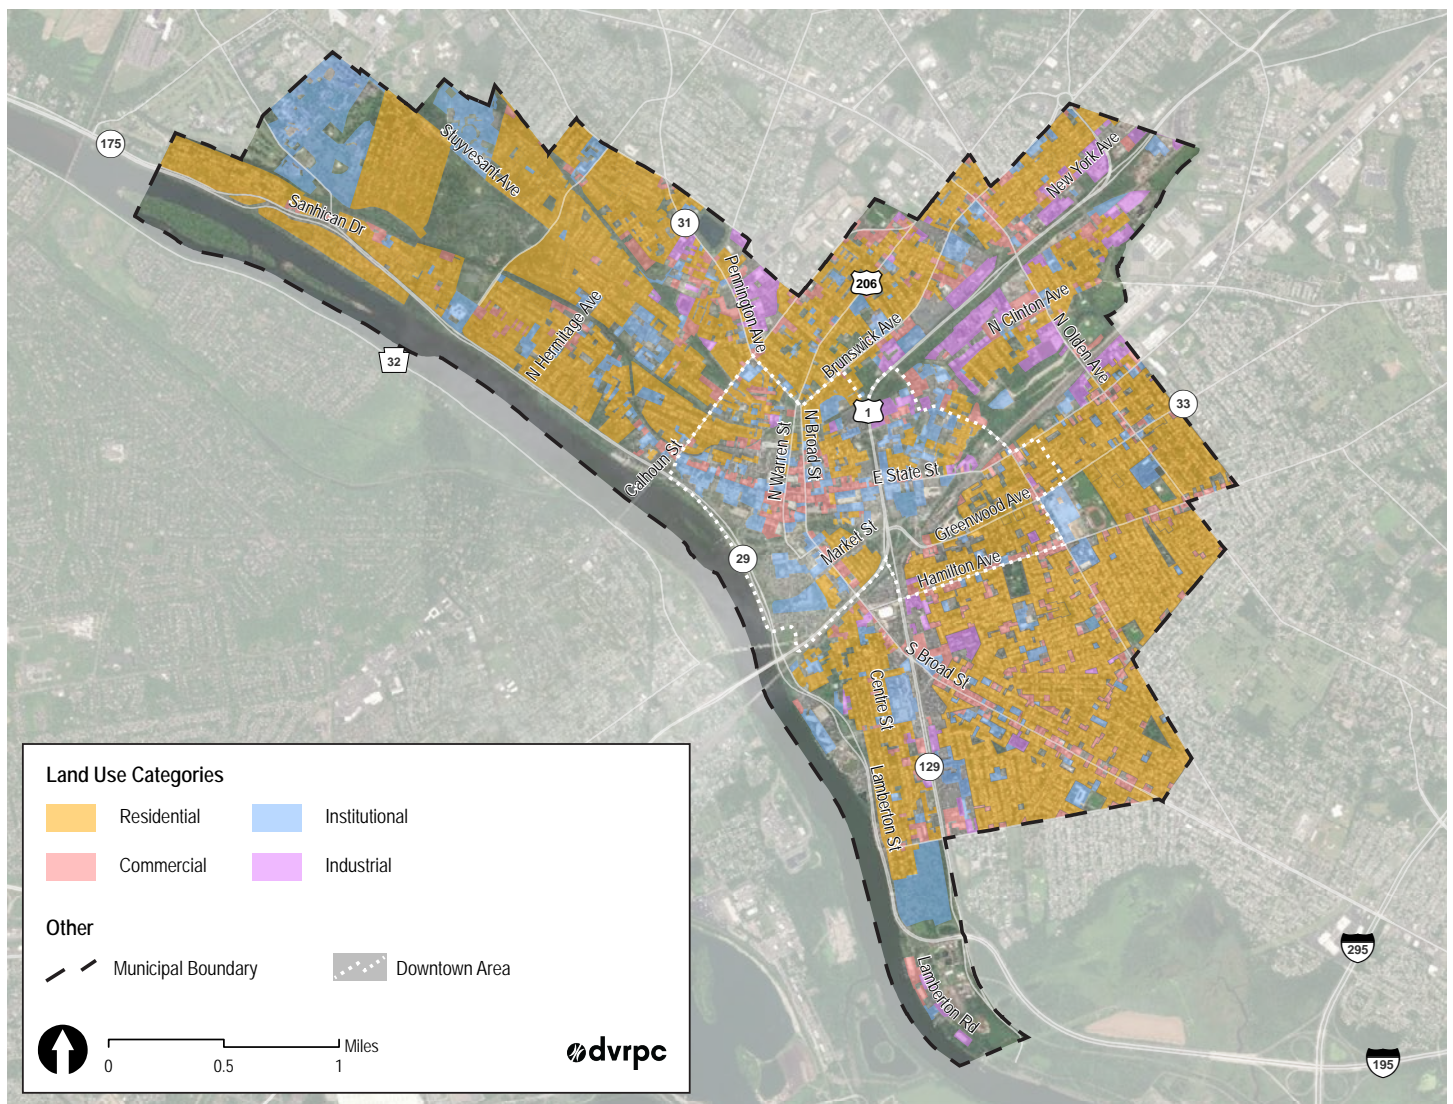 175
Stuyvesant Ave
New York Ave
Sanhican Dr
31
Pennington Ave
206
N Clinton Ave
N Hermitage Ave
Brunswick Ave
N Olden Ave
32
33
1
N Broad St
N Warren St
Calhoun St
E State St
Greenwood Ave
Market St
29
Hamilton Ave
S Broad St
Centre St
129
Lamberton St
Lamberton Rd
295
195
Land Use Categories
Residential
Institutional
Commercial
Industrial
Other
Municipal Boundary
Downtown Area
Miles
0 0.5 1
dvrpc